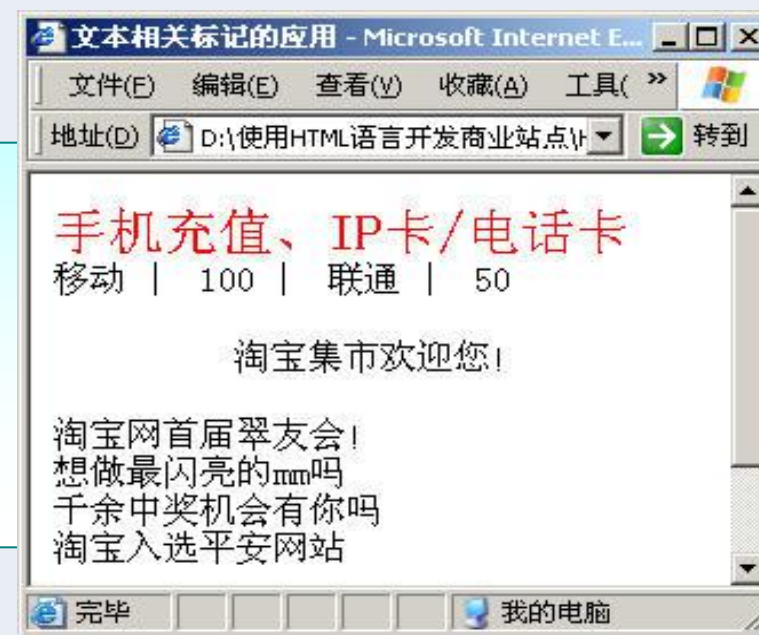 文本相关标记的应用 - Microsoft Internet E...
文件(F) 编辑(E) 查看(V) 收藏(A) 工具( »
地址(D) D:\使用HTML语言开发商业站点\H 转到
手机充值、IP卡/电话卡
移动 | 100 | 联通 | 50
淘宝集市欢迎您!
淘宝网首届翠友会!
想做最闪亮的mm吗
千余中奖机会有你吗
淘宝入选平安网站
完毕 我的电脑